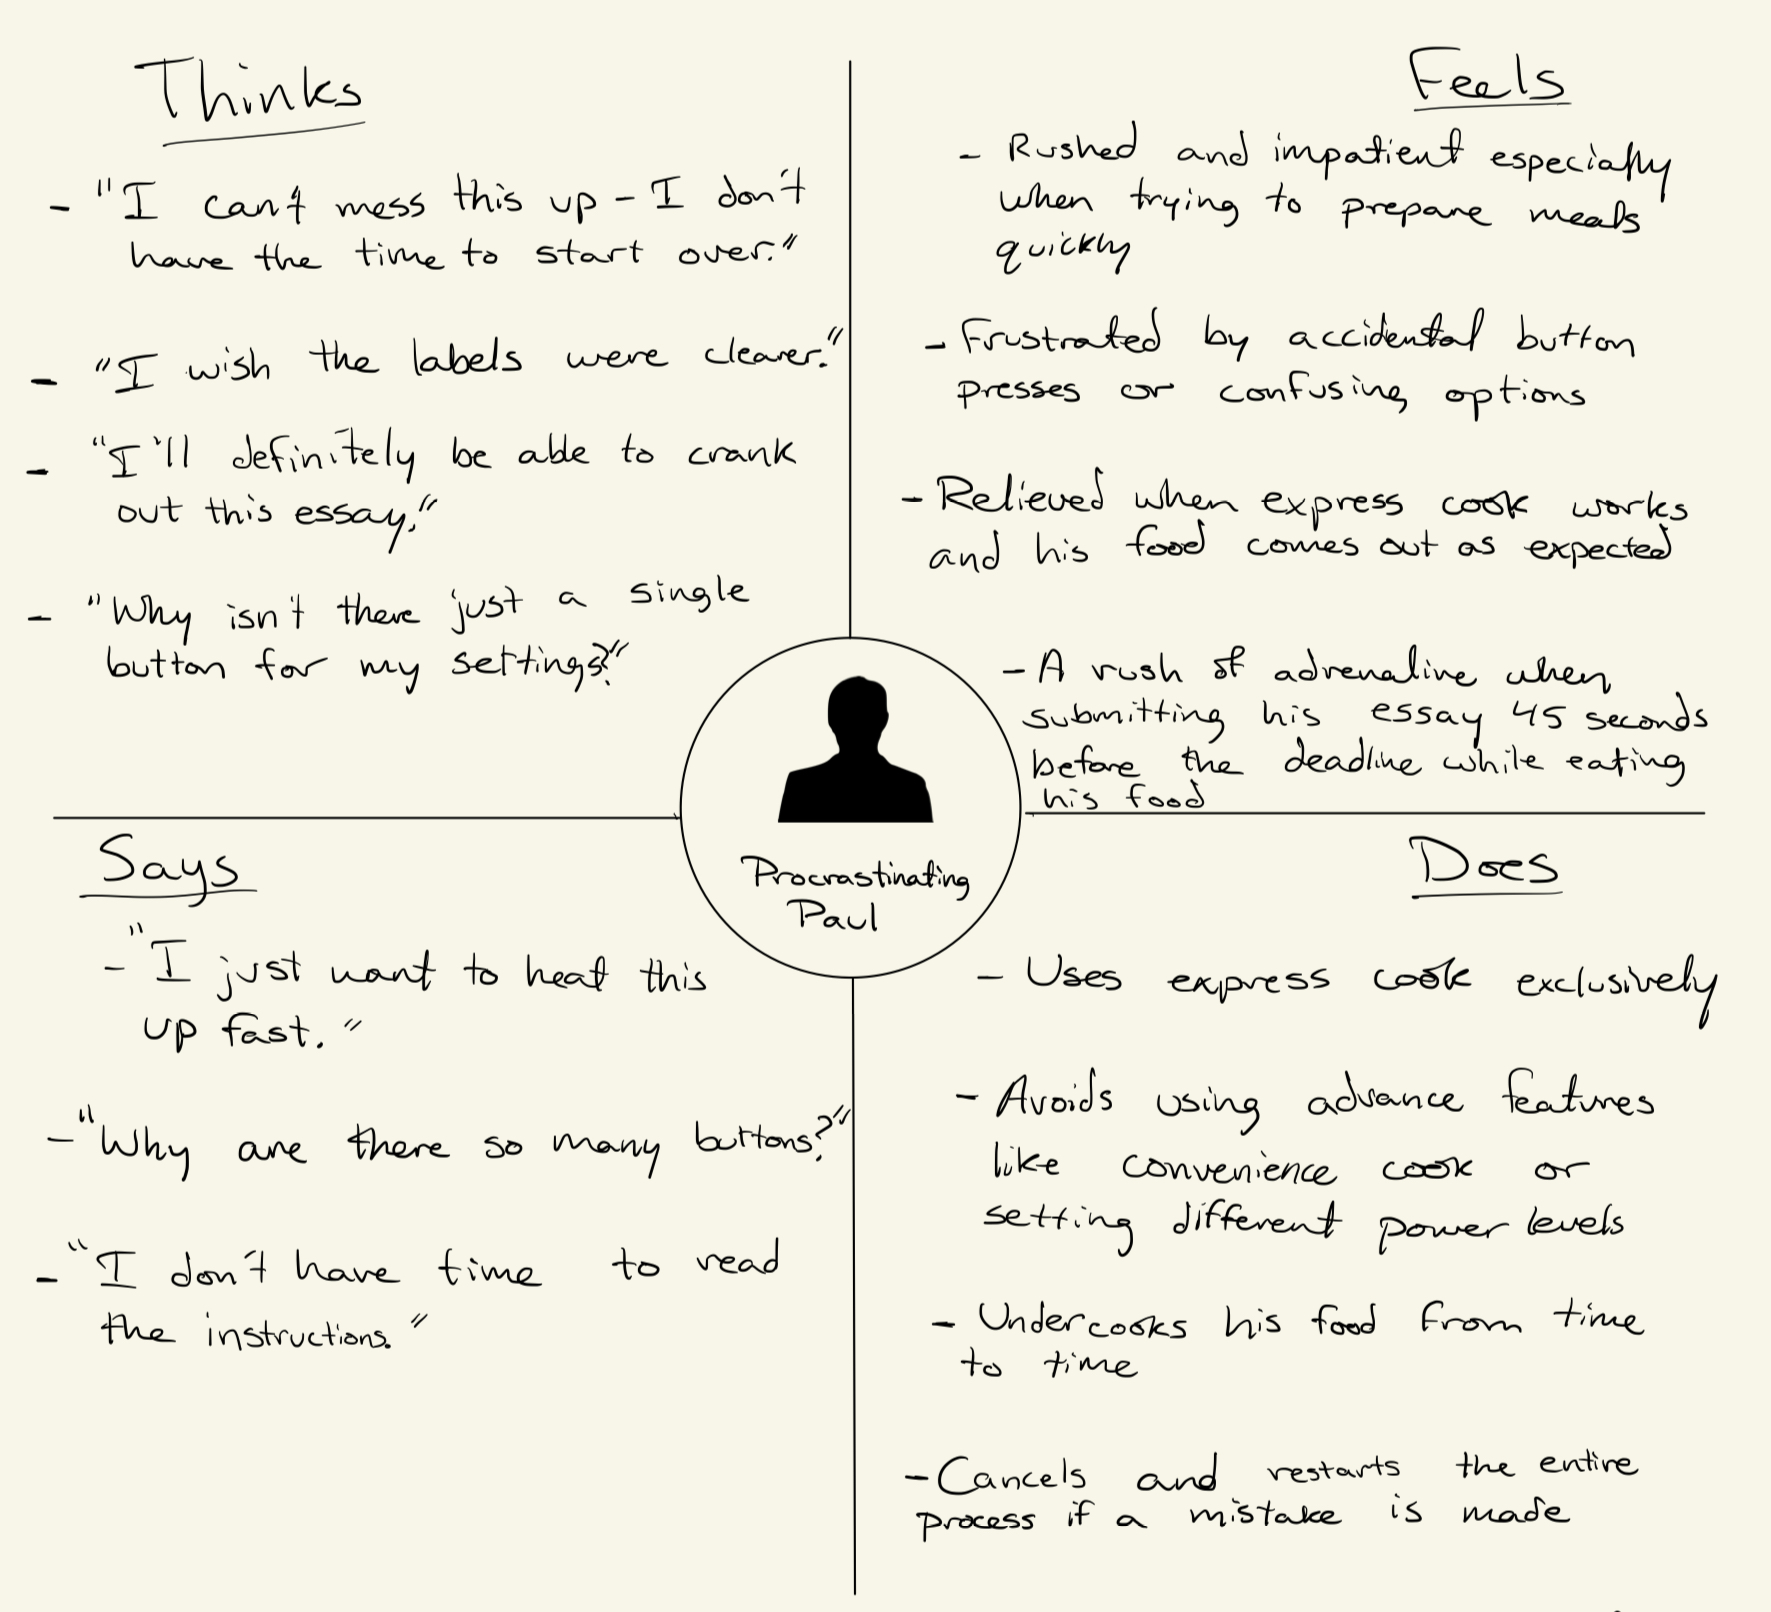 Thinks
- "I can't mess this up - I don't
have the time to start over."
- "I wish the labels were clearer."
- "I'll definitely be able to crank
out this essay."
- "Why isn't there just a single
button for my settings?"
Feels
- Rushed and impatient especially
when trying to prepare meals
quickly
- Frustrated by accidental button
presses or confusing options
- Relieved when express cook works
and his food comes out as expected
- A rush of adrenaline when
submitting his essay 45 seconds
before the deadline while eating
his food
Procrastinating
Paul
Says
- "I just want to heat this
up fast."
- "Why are there so many buttons?"
- "I don't have time to read
the instructions."
Does
- Uses express cook exclusively
- Avoids using advance features
like convenience cook or
setting different power levels
- Undercooks his food from time
to time
- Cancels and restarts the entire
process if a mistake is made